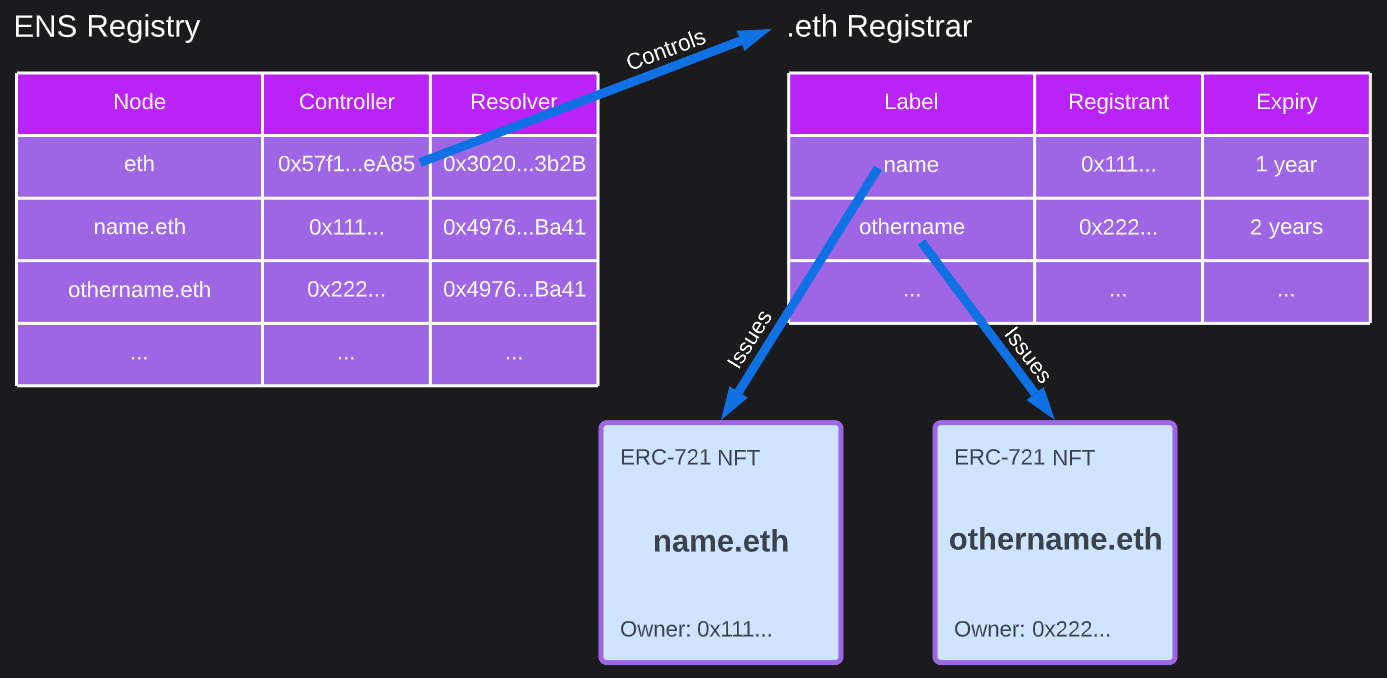 ENS Registry
Controls
.eth Registrar
Node Controller Resolver
eth 0x57f1...eA85 0x3020...3b2B
name.eth 0x111... 0x4976...Ba41
othername.eth 0x222... 0x4976...Ba41
... ... ...
Label Registrant Expiry
name 0x111... 1 year
othername 0x222... 2 years
... ... ...
Issues
Issues
ERC-721 NFT
name.eth
Owner: 0x111...
ERC-721 NFT
othername.eth
Owner: 0x222...